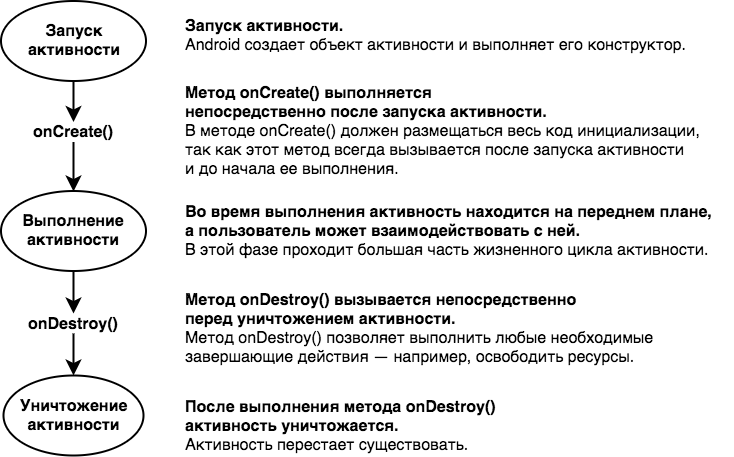 Запуск
активности
Запуск активности.
Android создает объект активности и выполняет его конструктор.
onCreate()
Метод onCreate() выполняется
непосредственно после запуска активности.
В методе onCreate() должен размещаться весь код инициализации,
так как этот метод всегда вызывается после запуска активности
и до начала ее выполнения.
Выполнение
активности
Во время выполнения активность находится на переднем плане,
а пользователь может взаимодействовать с ней.
В этой фазе проходит большая часть жизненного цикла активности.
onDestroy()
Метод onDestroy() вызывается непосредственно
перед уничтожением активности.
Метод onDestroy() позволяет выполнить любые необходимые
завершающие действия — например, освободить ресурсы.
Уничтожение
активности
После выполнения метода onDestroy()
активность уничтожается.
Активность перестает существовать.